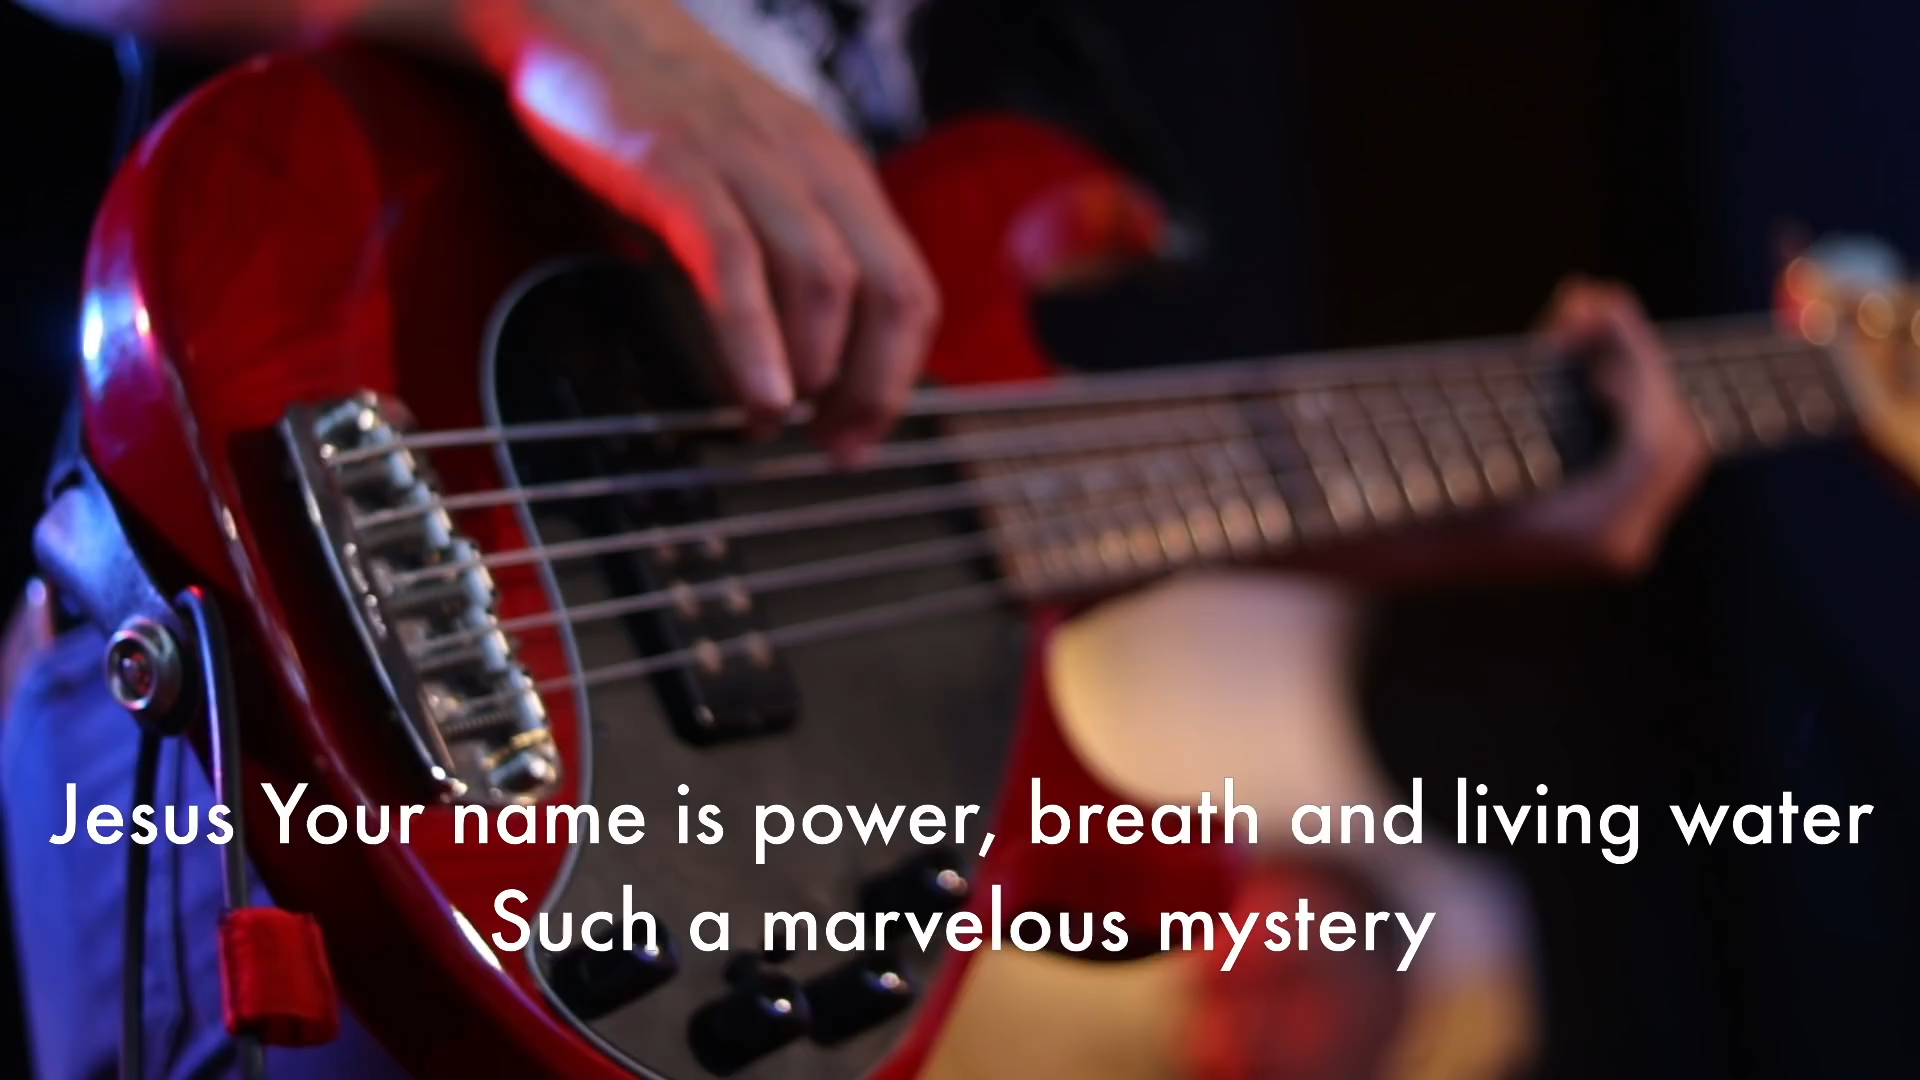 Jesus Your name is power, breath and living water
Such a marvelous mystery